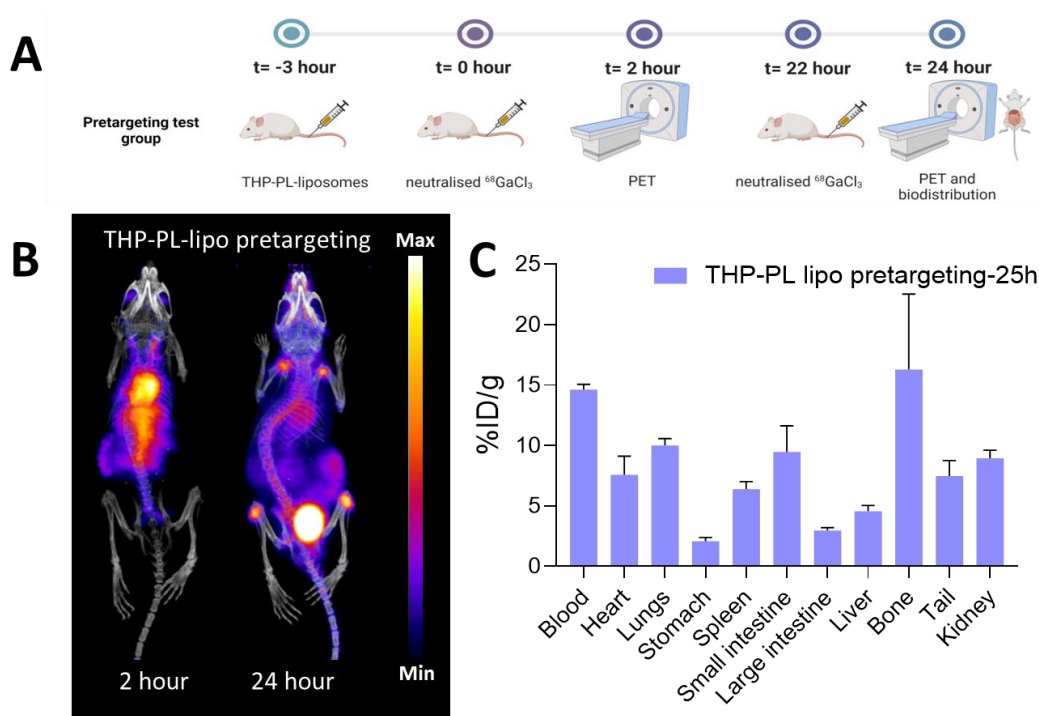 A
t= -3 hour
t= 0 hour
t= 2 hour
t= 22 hour
t= 24 hour
Pretargeting test
group
THP-PL-liposomes
neutralised ⁶⁸GaCl₃
PET
neutralised ⁶⁸GaCl₃
PET and
biodistribution
B
THP-PL-lipo pretargeting
Max
Min
2 hour
24 hour
C
THP-PL lipo pretargeting-25h
%ID/g
25
20
15
10
5
0
Blood
Heart
Lungs
Stomach
Spleen
Small intestine
Large intestine
Liver
Bone
Tail
Kidney